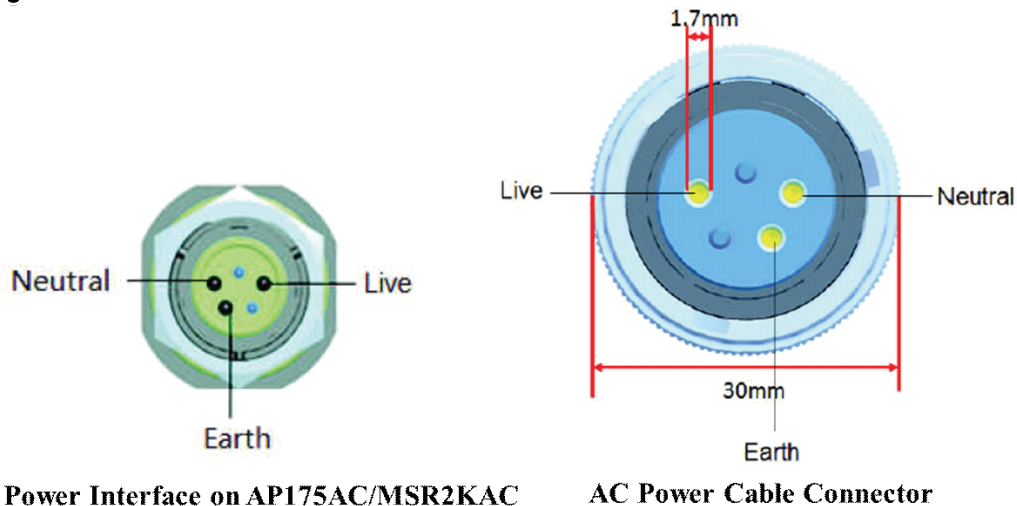 1.7mm
Live
Neutral
Neutral
Live
30mm
Earth
Earth
Power Interface on AP175AC/MSR2KAC
AC Power Cable Connector